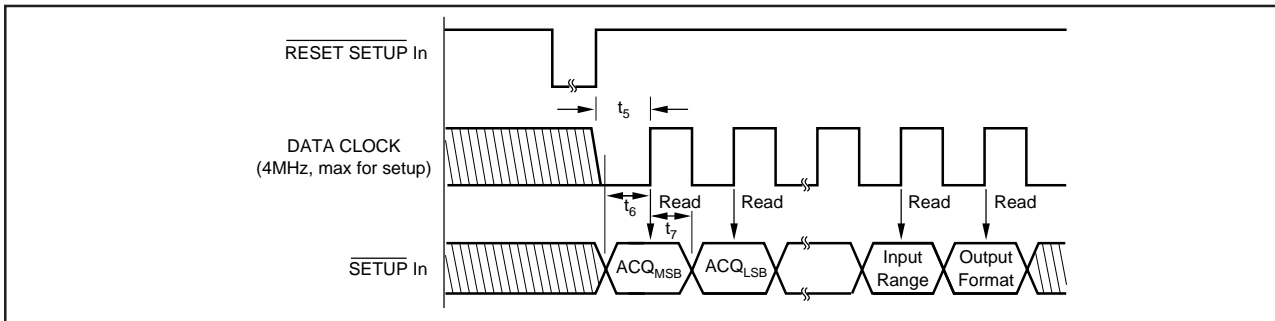 RESET SETUP In
t5
DATA CLOCK
(4MHz, max for setup)
Read Read Read Read
t6
t7
SETUP In
ACQMSB ACQLSB Input Range Output Format